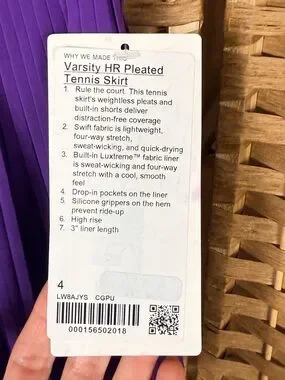 WHY WE MADE THIS
Varsity HR Pleated
Tennis Skirt
1. Rule the court. This tennis
skirt's weightless pleats and
built-in shorts deliver
distraction-free coverage
2. Swift fabric is lightweight,
four-way stretch,
sweat-wicking, and quick-drying
3. Built-in Luxtreme™ fabric liner
is sweat-wicking and four-way
stretch with a cool, smooth
feel
4. Drop-in pockets on the liner
5. Silicone grippers on the hem
prevent ride-up
6. High rise
7. 3" liner length
4
LW8AJYS CGPU
000156502018